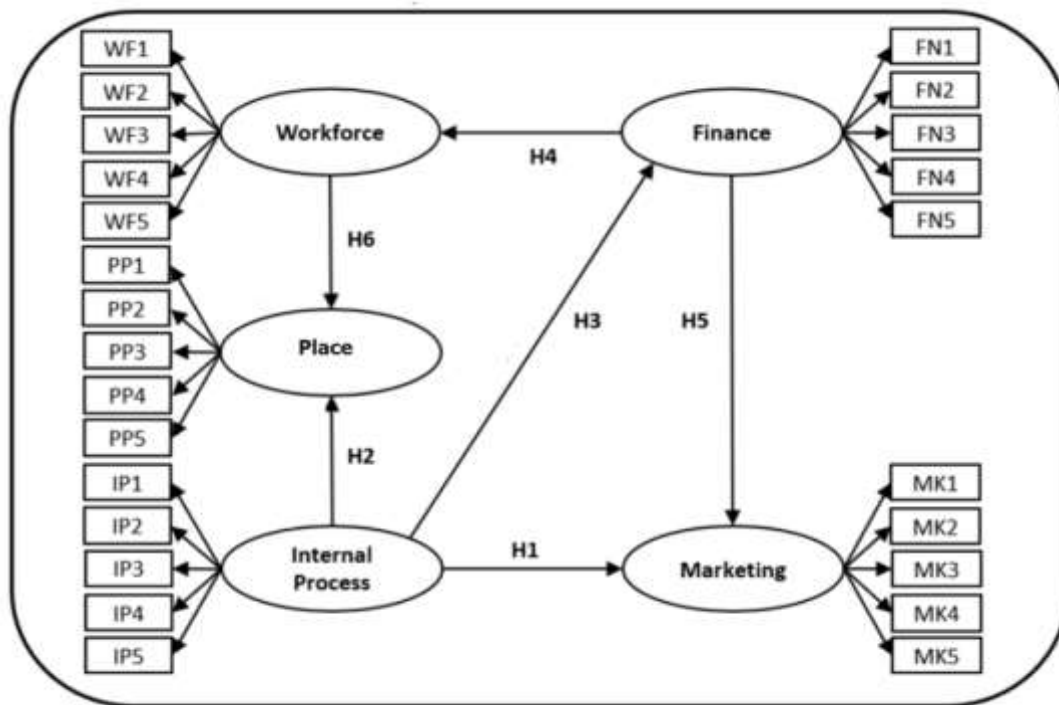 WF1
WF2
WF3
WF4
WF5
PP1
PP2
PP3
PP4
PP5
IP1
IP2
IP3
IP4
IP5
Workforce
H4
Finance
H6
Place
H3
H5
H2
Internal
Process
H1
Marketing
FN1
FN2
FN3
FN4
FN5
MK1
MK2
MK3
MK4
MK5